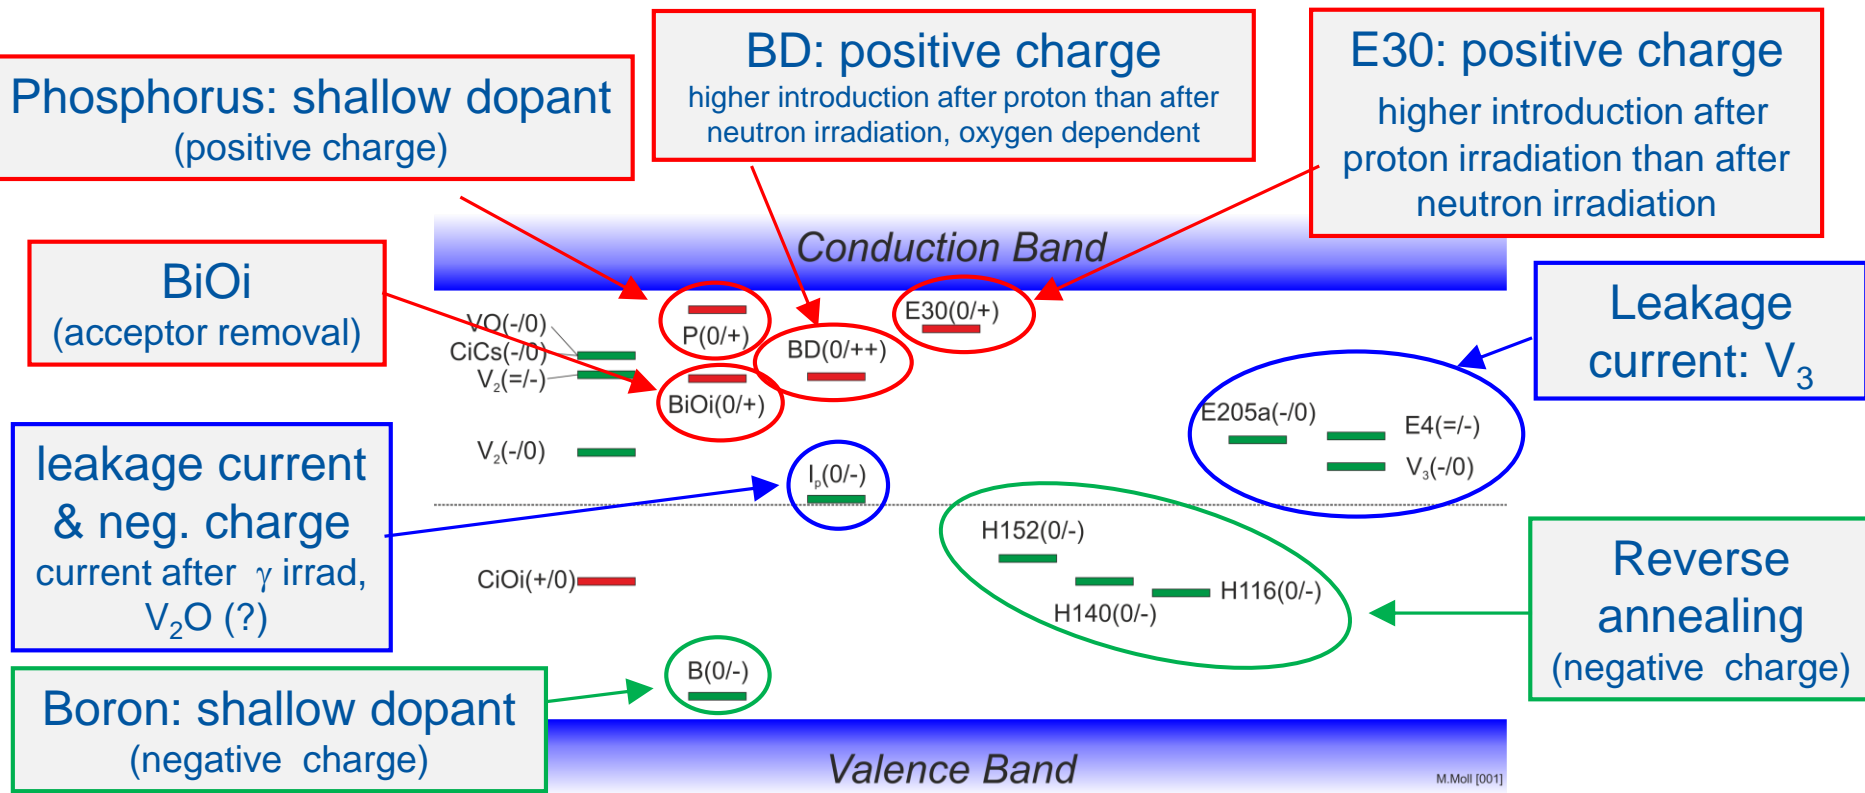 Phosphorus: shallow dopant
(positive charge)
BD: positive charge
higher introduction after proton than after
neutron irradiation, oxygen dependent
E30: positive charge
higher introduction after
proton irradiation than after
neutron irradiation
BiOi
(acceptor removal)
Conduction Band
Leakage
current: V₃
VO(-/0)
CiCs(-/0)
V₂(=/-)
P(0/+)
BiOi(0/+)
BD(0/++)
E30(0/+)
E205a(-/0)
E4(=/-)
V₃(-/0)
leakage current
& neg. charge
current after γ irrad,
V₂O (?)
V₂(-/0)
Iₚ(0/-)
H152(0/-)
H140(0/-)
H116(0/-)
CiOi(+/0)
Reverse
annealing
(negative charge)
Boron: shallow dopant
(negative charge)
B(0/-)
Valence Band
M.Moll [001]